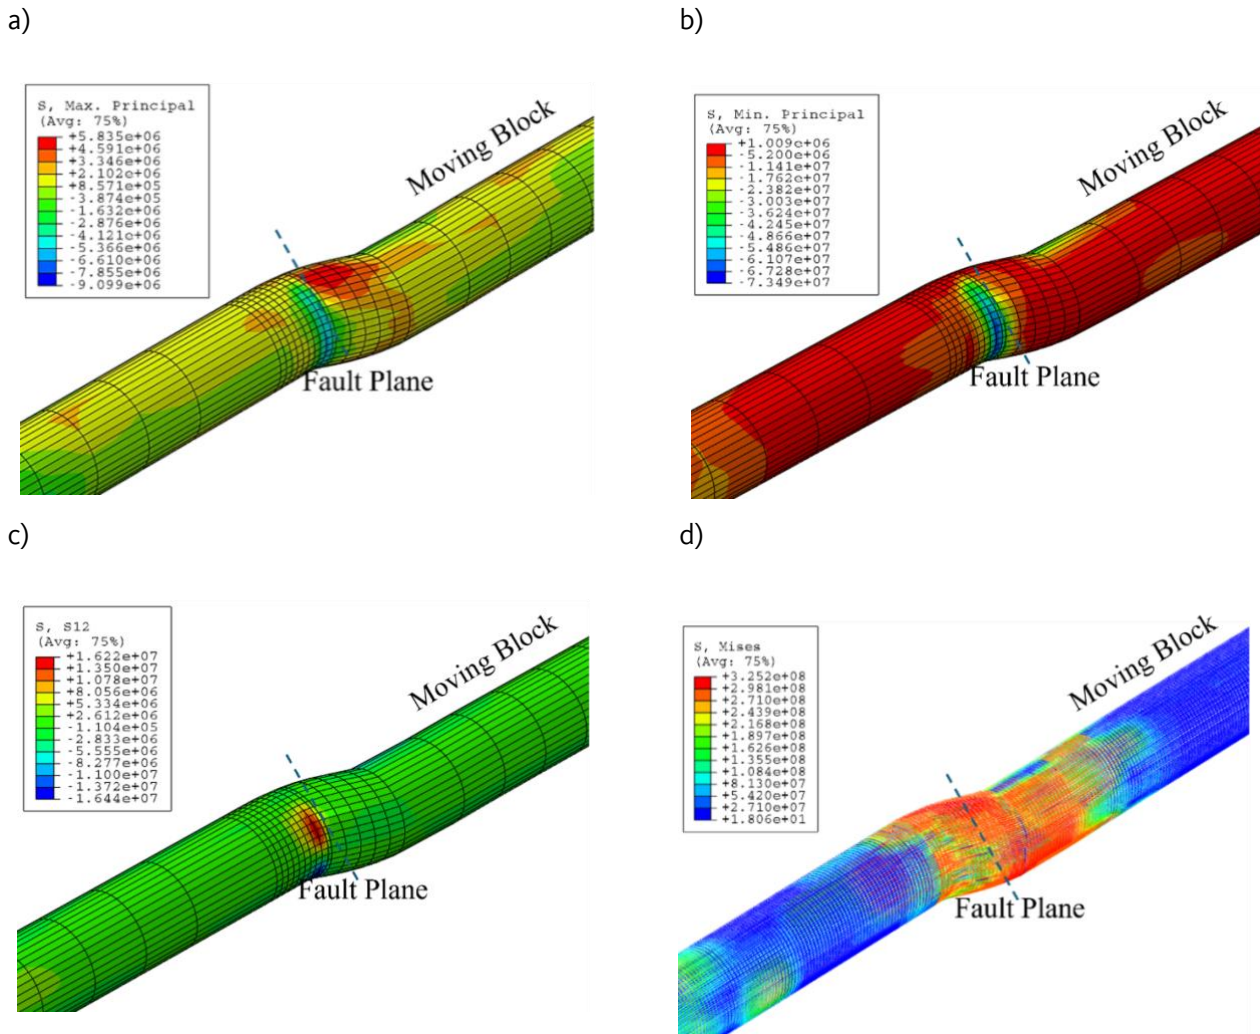 a)
S, Max. Principal
(Avg: 75%)
+5.835e+06
+4.591e+06
+3.346e+06
+2.102e+06
+8.571e+05
-3.874e+05
-1.632e+06
-2.876e+06
-4.121e+06
-5.366e+06
-6.610e+06
-7.855e+06
-9.099e+06
Moving Block
Fault Plane
b)
S, Min. Principal
(Avg: 75%)
+1.009e+06
-5.200e+06
-1.141e+07
-1.762e+07
-2.382e+07
-3.003e+07
-3.624e+07
-4.245e+07
-4.866e+07
-5.486e+07
-6.107e+07
-6.728e+07
-7.349e+07
Moving Block
Fault Plane
c)
S, S12
(Avg: 75%)
+1.622e+07
+1.350e+07
+1.078e+07
+8.056e+06
+5.334e+06
+2.612e+06
-1.104e+05
-2.833e+06
-5.555e+06
-8.277e+06
-1.100e+07
-1.372e+07
-1.644e+07
Moving Block
Fault Plane
d)
S, Mises
(Avg: 75%)
+3.252e+08
+2.981e+08
+2.710e+08
+2.439e+08
+2.168e+08
+1.897e+08
+1.626e+08
+1.355e+08
+1.084e+08
+8.130e+07
+5.420e+07
+2.710e+07
+1.806e+01
Moving Block
Fault Plane